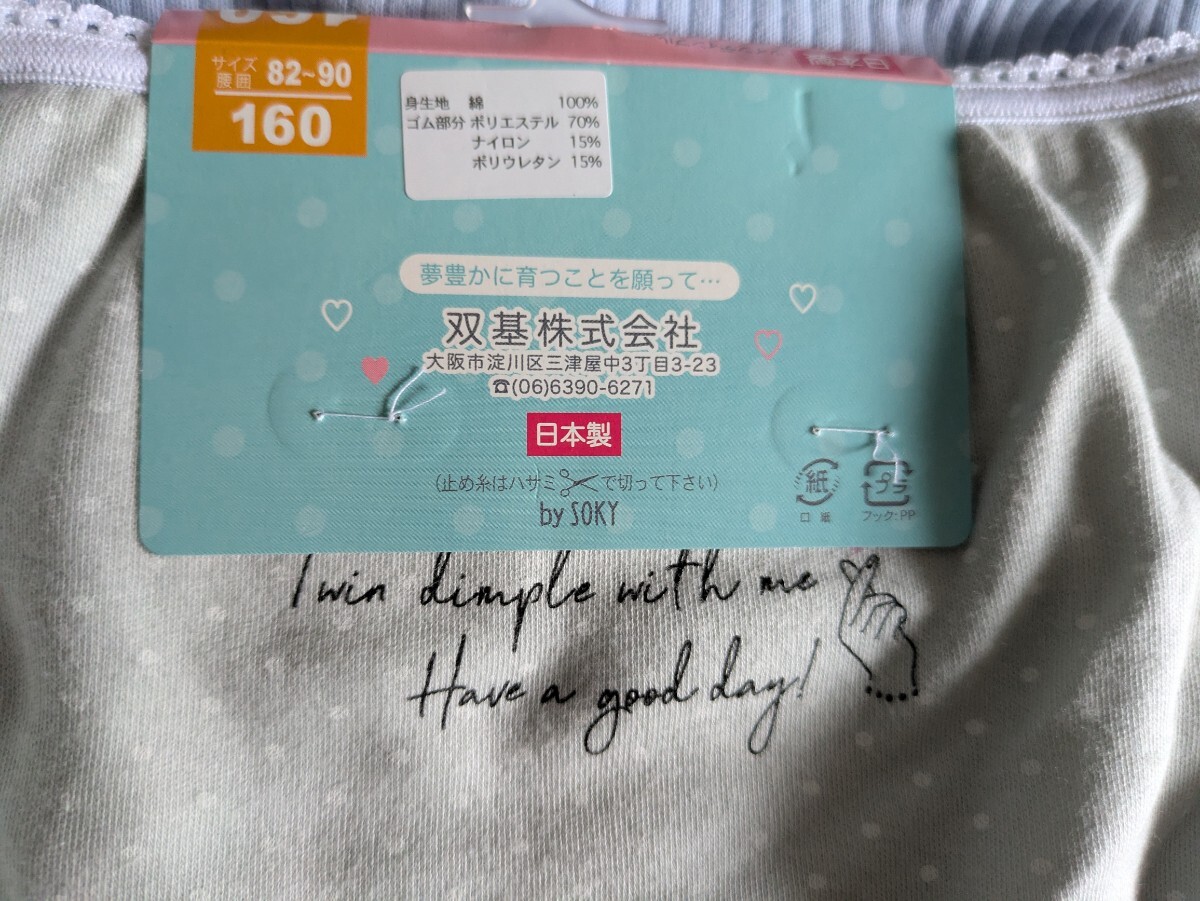 160
サイズ
腰囲 82~90
160
身生地 綿 100%
ゴム部分 ポリエステル 70%
ナイロン 15%
ポリウレタン 15%
夢豊かに育つことを願って…
双基株式会社
大阪市淀川区三津屋中3丁目3-23
☎(06)6390-6271
日本製
(止め糸はハサミ✂で切って下さい)
by SOKY
紙
口 紙
プラ
フック:PP
Twin dimple with me
Have a good day!